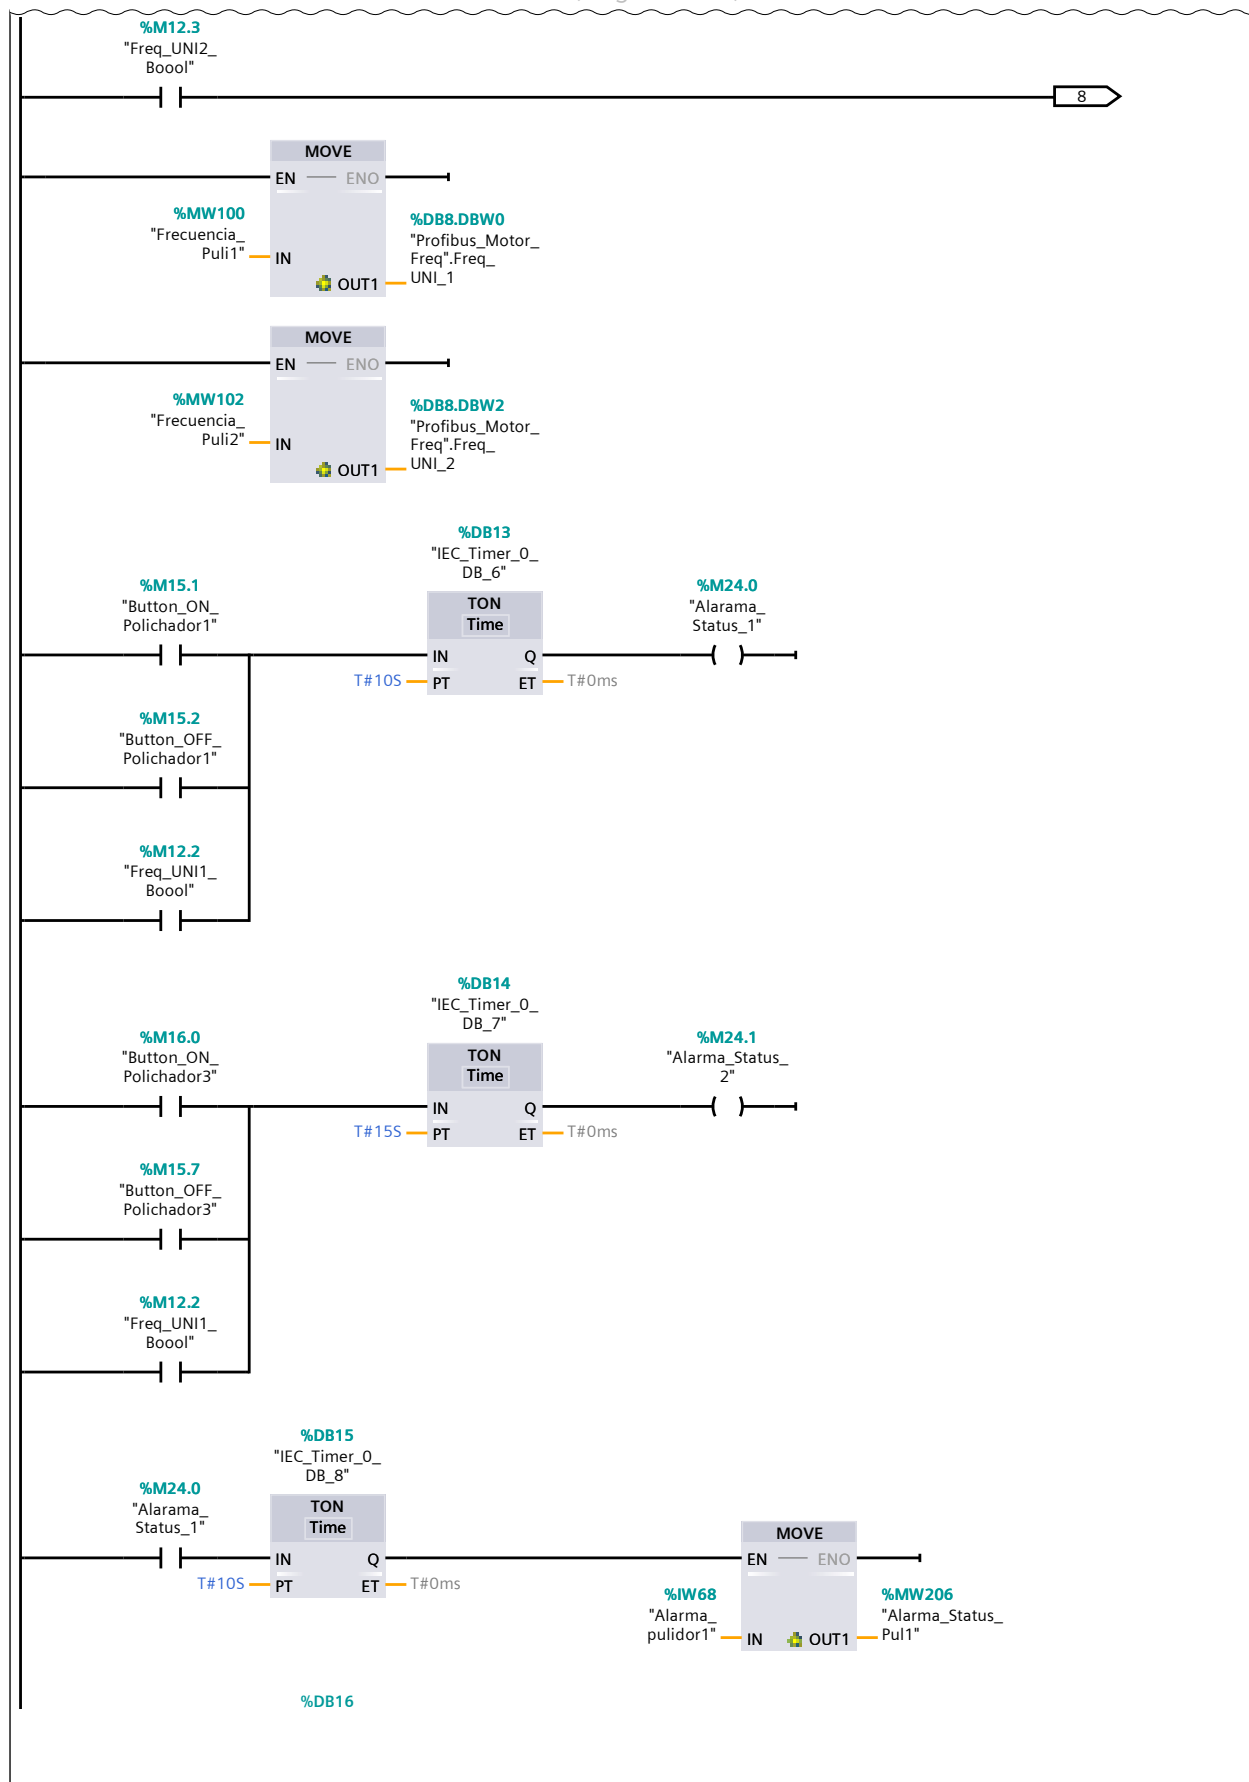 %M12.3
"Freq_UNI2_
Boool"
8
MOVE
EN
ENO
%MW100
"Frecuencia_
Puli1"
IN
%DB8.DBW0
"Profibus_Motor_
Freq".Freq_
UNI_1
OUT1
MOVE
EN
ENO
%MW102
"Frecuencia_
Puli2"
IN
%DB8.DBW2
"Profibus_Motor_
Freq".Freq_
UNI_2
OUT1
%DB13
"IEC_Timer_0_
DB_6"
%M15.1
"Button_ON_
Polichador1"
TON
Time
IN
Q
T#10S
PT
ET
T#0ms
%M24.0
"Alarama_
Status_1"
%M15.2
"Button_OFF_
Polichador1"
%M12.2
"Freq_UNI1_
Boool"
%DB14
"IEC_Timer_0_
DB_7"
%M16.0
"Button_ON_
Polichador3"
TON
Time
IN
Q
T#15S
PT
ET
T#0ms
%M24.1
"Alarma_Status_
2"
%M15.7
"Button_OFF_
Polichador3"
%M12.2
"Freq_UNI1_
Boool"
%DB15
"IEC_Timer_0_
DB_8"
%M24.0
"Alarama_
Status_1"
TON
Time
IN
Q
T#10S
PT
ET
T#0ms
MOVE
EN
ENO
%IW68
"Alarma_
pulidor1"
IN
OUT1
%MW206
"Alarma_Status_
Pul1"
%DB16